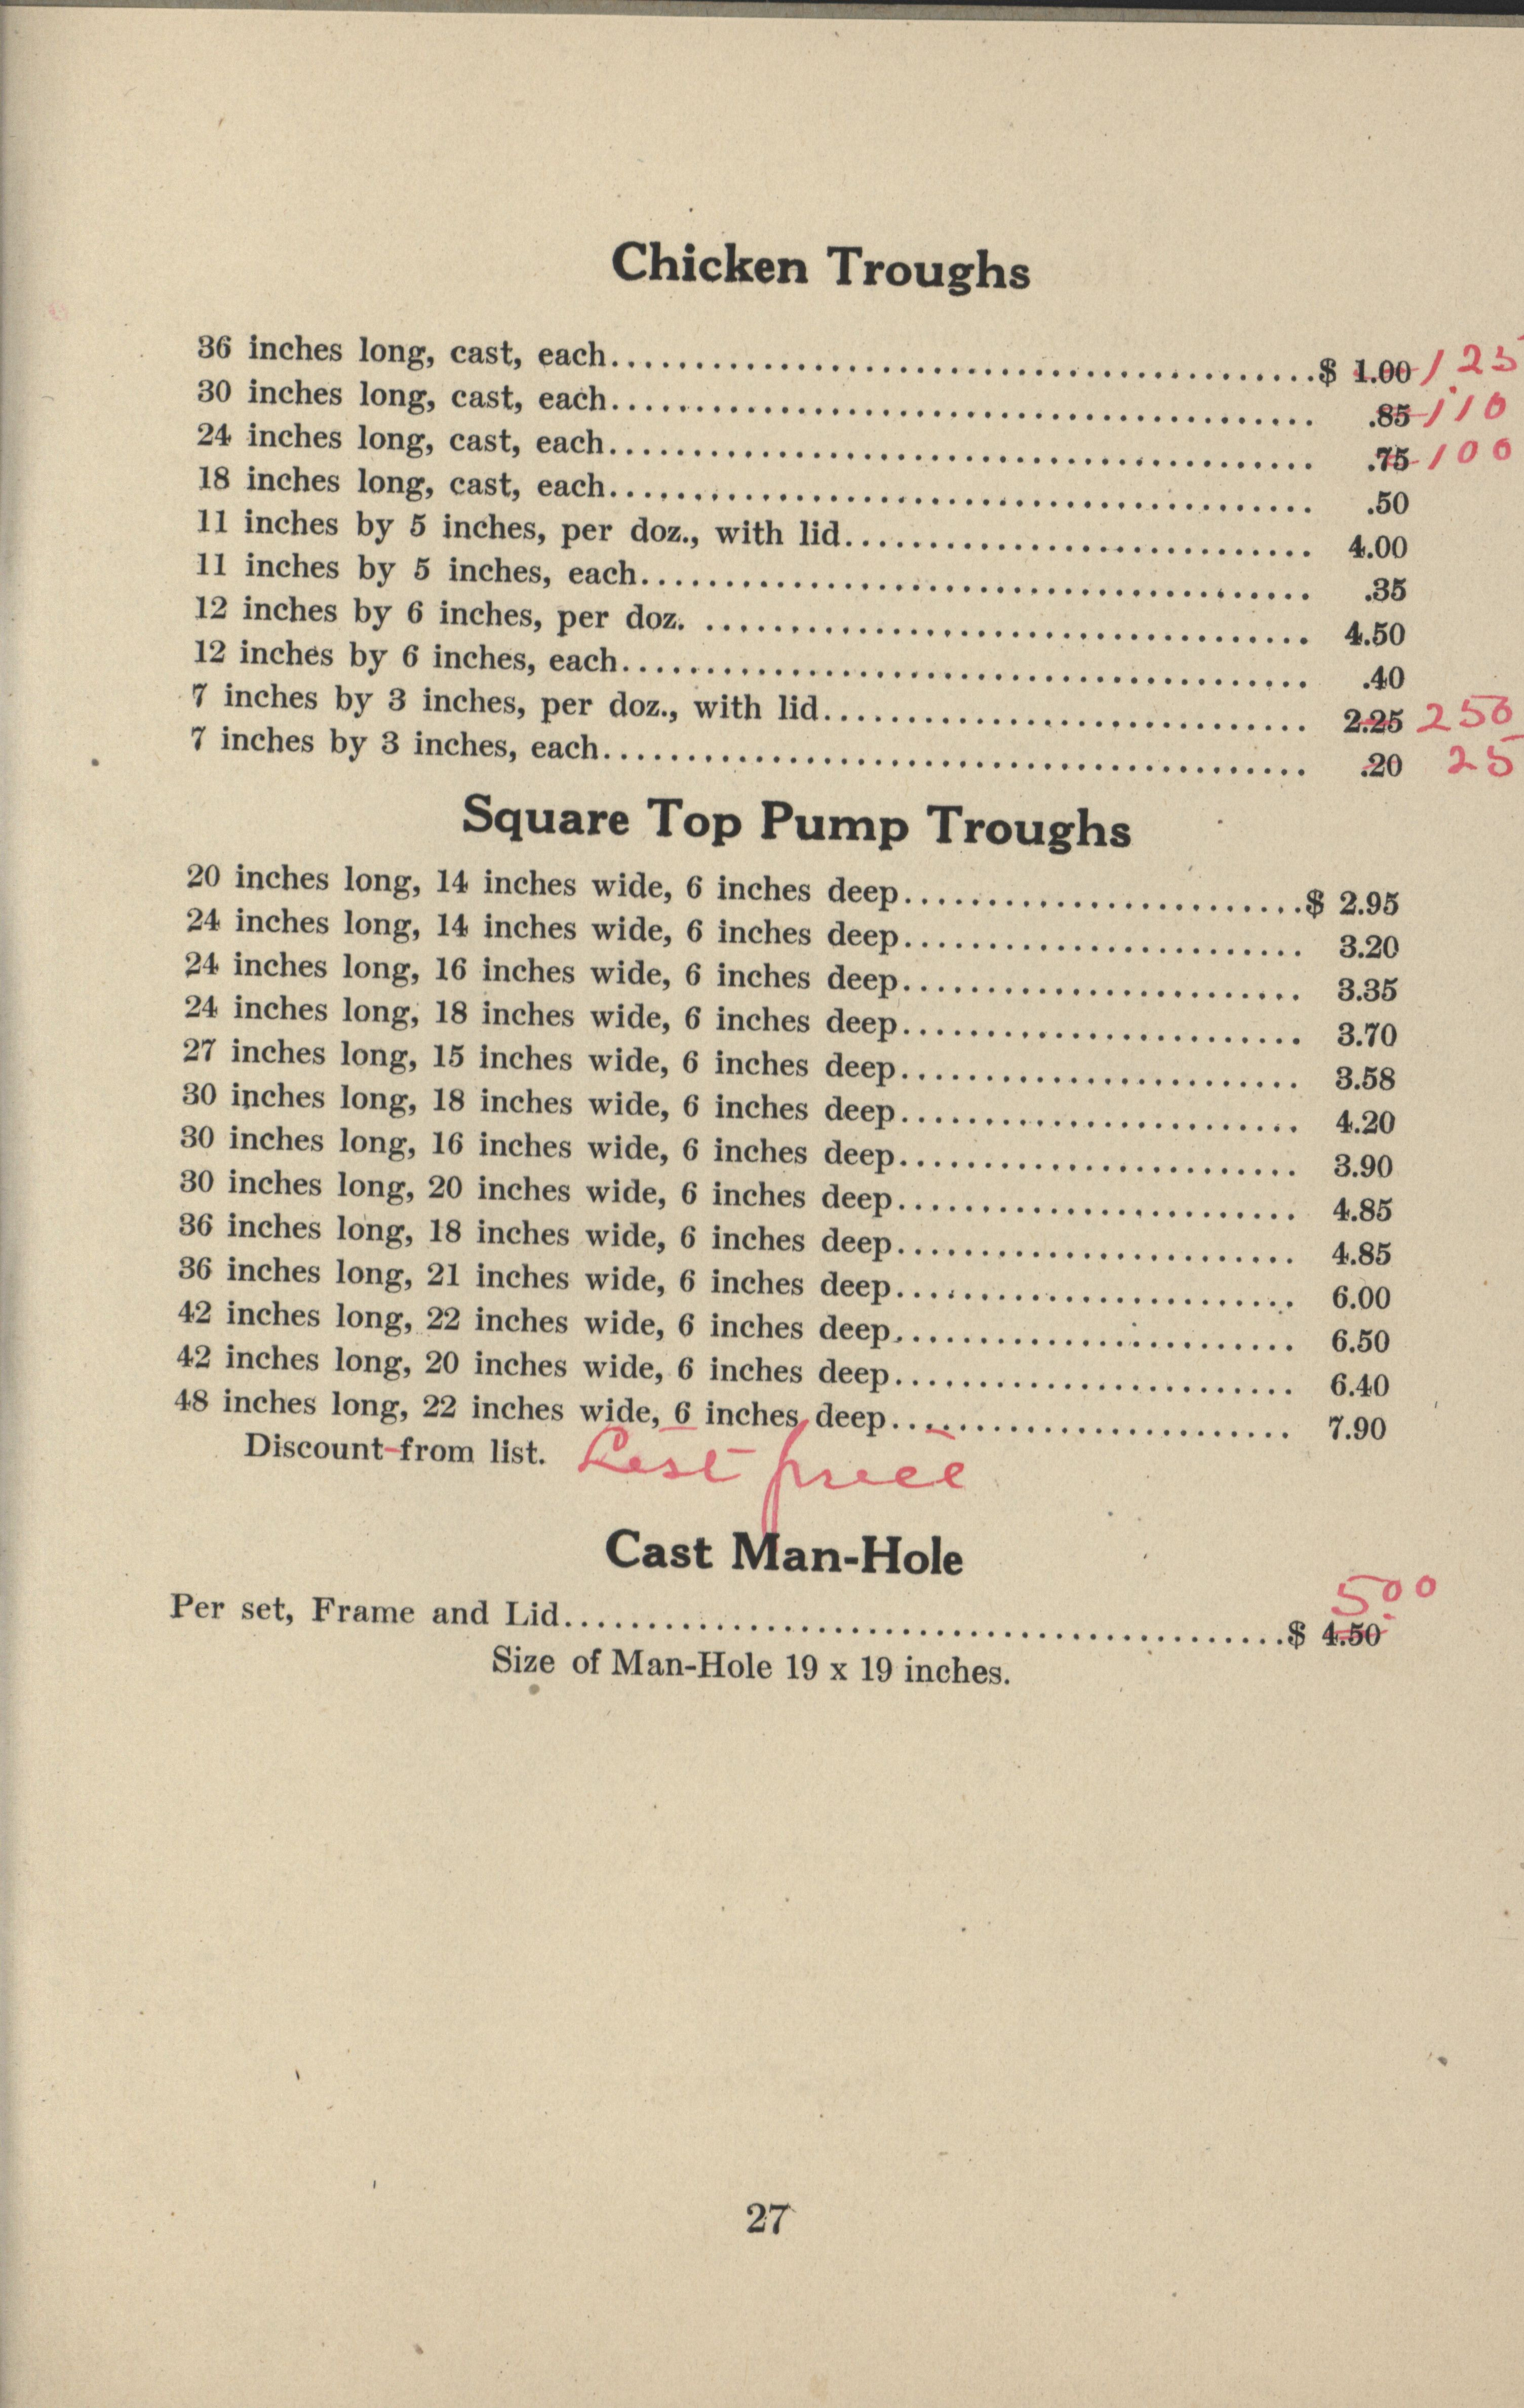 Chicken Troughs
36 inches long, cast, each........................................$ 1.00 125
30 inches long, cast, each........................................ .85 110
24 inches long, cast, each........................................ .75 100
18 inches long, cast, each........................................ .50
11 inches by 5 inches, per doz., with lid............................ 4.00
11 inches by 5 inches, each........................................ .35
12 inches by 6 inches, per doz. .................................... 4.50
12 inches by 6 inches, each........................................ .40
7 inches by 3 inches, per doz., with lid............................. 2.25 250
7 inches by 3 inches, each.......................................... .20 25
Square Top Pump Troughs
20 inches long, 14 inches wide, 6 inches deep........................$ 2.95
24 inches long, 14 inches wide, 6 inches deep........................ 3.20
24 inches long, 16 inches wide, 6 inches deep........................ 3.35
24 inches long, 18 inches wide, 6 inches deep........................ 3.70
27 inches long, 15 inches wide, 6 inches deep........................ 3.58
30 inches long, 18 inches wide, 6 inches deep........................ 4.20
30 inches long, 16 inches wide, 6 inches deep........................ 3.90
30 inches long, 20 inches wide, 6 inches deep........................ 4.85
36 inches long, 18 inches wide, 6 inches deep........................ 4.85
36 inches long, 21 inches wide, 6 inches deep........................ 6.00
42 inches long, 22 inches wide, 6 inches deep........................ 6.50
42 inches long, 20 inches wide, 6 inches deep........................ 6.40
48 inches long, 22 inches wide, 6 inches deep........................ 7.90
Discount from list. List price
Cast Man-Hole
500
Per set, Frame and Lid...........................................$ 4.50
Size of Man-Hole 19 x 19 inches.
27